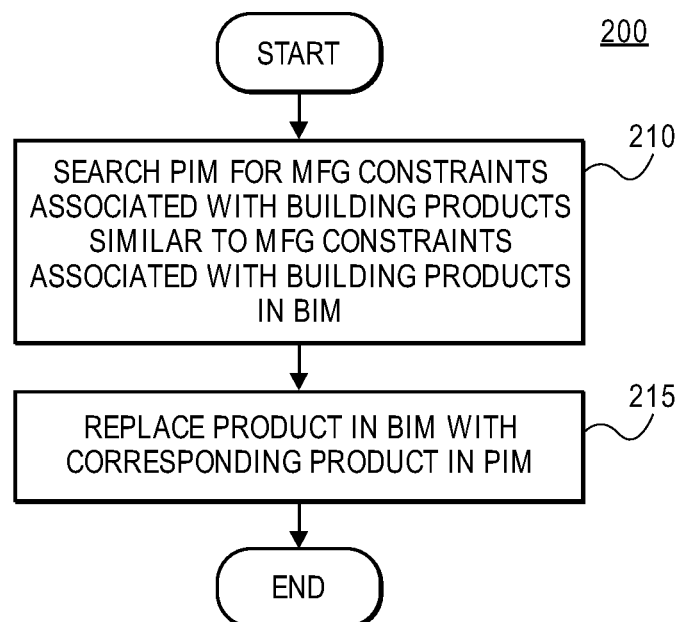 START
200
210
SEARCH PIM FOR MFG CONSTRAINTS
ASSOCIATED WITH BUILDING PRODUCTS
SIMILAR TO MFG CONSTRAINTS
ASSOCIATED WITH BUILDING PRODUCTS
IN BIM
215
REPLACE PRODUCT IN BIM WITH
CORRESPONDING PRODUCT IN PIM
END